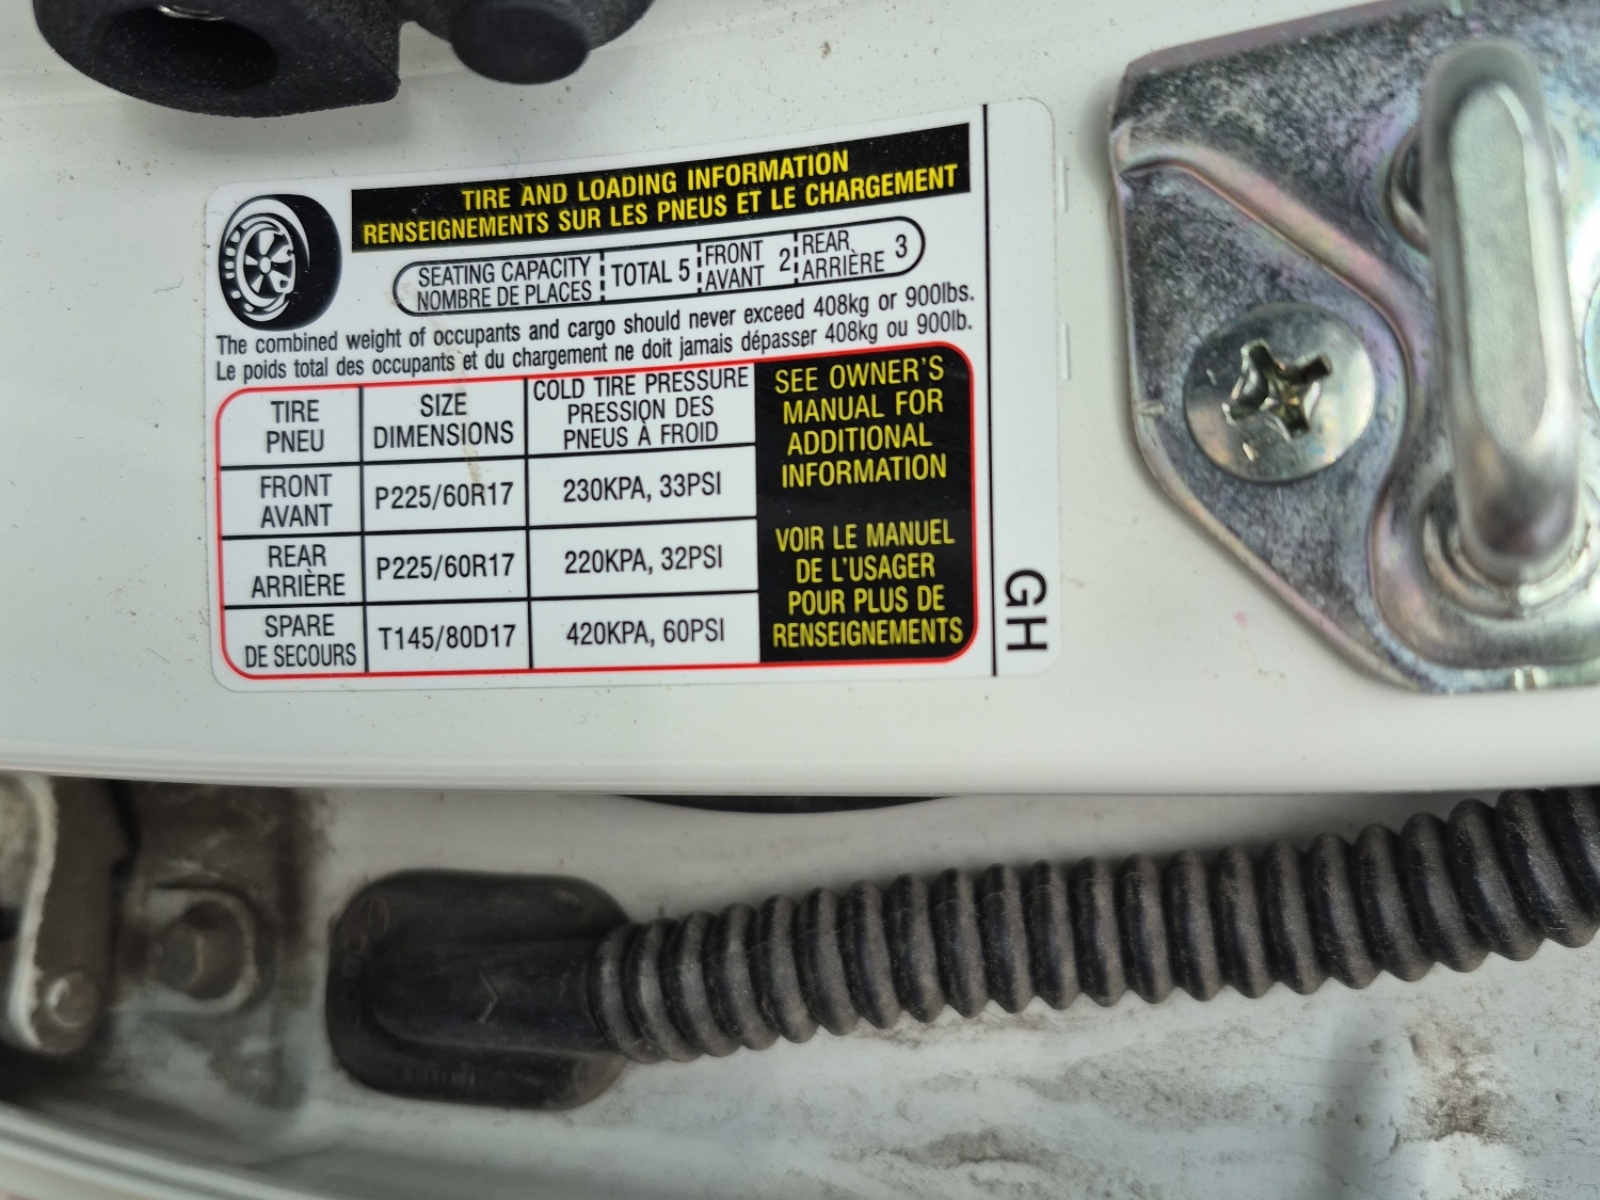 TIRE AND LOADING INFORMATION
RENSEIGNEMENTS SUR LES PNEUS ET LE CHARGEMENT
SEATING CAPACITY TOTAL 5 FRONT 2 REAR 3
NOMBRE DE PLACES AVANT ARRIÈRE
The combined weight of occupants and cargo should never exceed 408kg or 900lbs.
Le poids total des occupants et du chargement ne doit jamais dépasser 408kg ou 900lb.
TIRE
PNEU
SIZE
DIMENSIONS
COLD TIRE PRESSURE
PRESSION DES
PNEUS À FROID
FRONT
AVANT
P225/60R17
230KPA, 33PSI
REAR
ARRIÈRE
P225/60R17
220KPA, 32PSI
SPARE
DE SECOURS
T145/80D17
420KPA, 60PSI
SEE OWNER'S
MANUAL FOR
ADDITIONAL
INFORMATION
VOIR LE MANUEL
DE L'USAGER
POUR PLUS DE
RENSEIGNEMENTS
GH